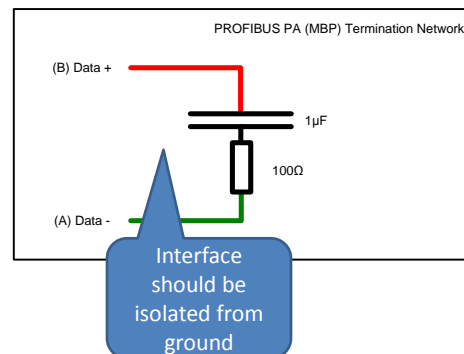 PROFIBUS PA (MBP) Termination Network
(B) Data +
1µF
100Ω
(A) Data -
Interface
should be
isolated from
ground